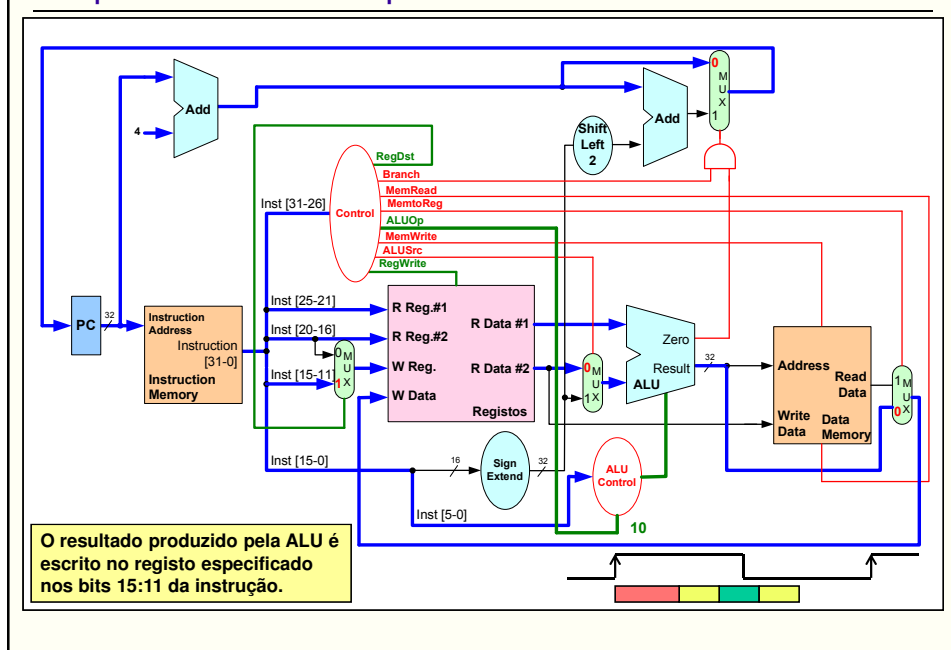 0
M
U
X
1
Add
Add
4
Shift
Left
2
RegDst
Branch
MemRead
MemtoReg
ALUOp
MemWrite
ALUSrc
RegWrite
Inst [31-26]
Control
PC
32
Instruction
Address
Instruction
[31-0]
Instruction
Memory
Inst [25-21]
Inst [20-16]
Inst [15-11]
0
M
U
X
1
R Reg.#1
R Reg.#2
W Reg.
W Data
R Data #1
R Data #2
Registos
0
M
U
X
1
Zero
Result
ALU
32
Address
Read
Data
Write
Data
Data
Memory
1
M
U
X
0
Inst [15-0]
16
Sign
Extend
32
ALU
Control
Inst [5-0]
10
O resultado produzido pela ALU é
escrito no registo especificado
nos bits 15:11 da instrução.